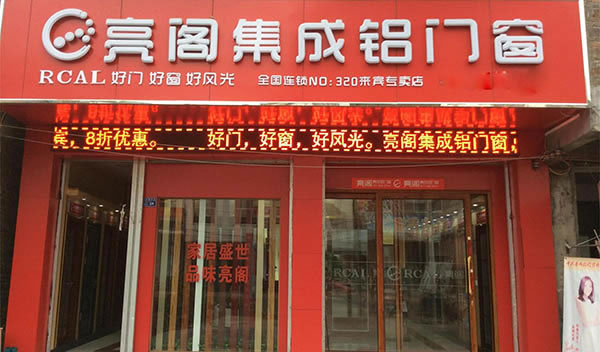 亮阁集成铝门窗
RCAL 好门 好窗 好风光 全国连锁NO: 320来宾专卖店
宾，8折优惠。 好门，好窗，好风光。亮阁集成铝门窗
家居盛世
品味亮阁
RCAL
RCAL 亮阁